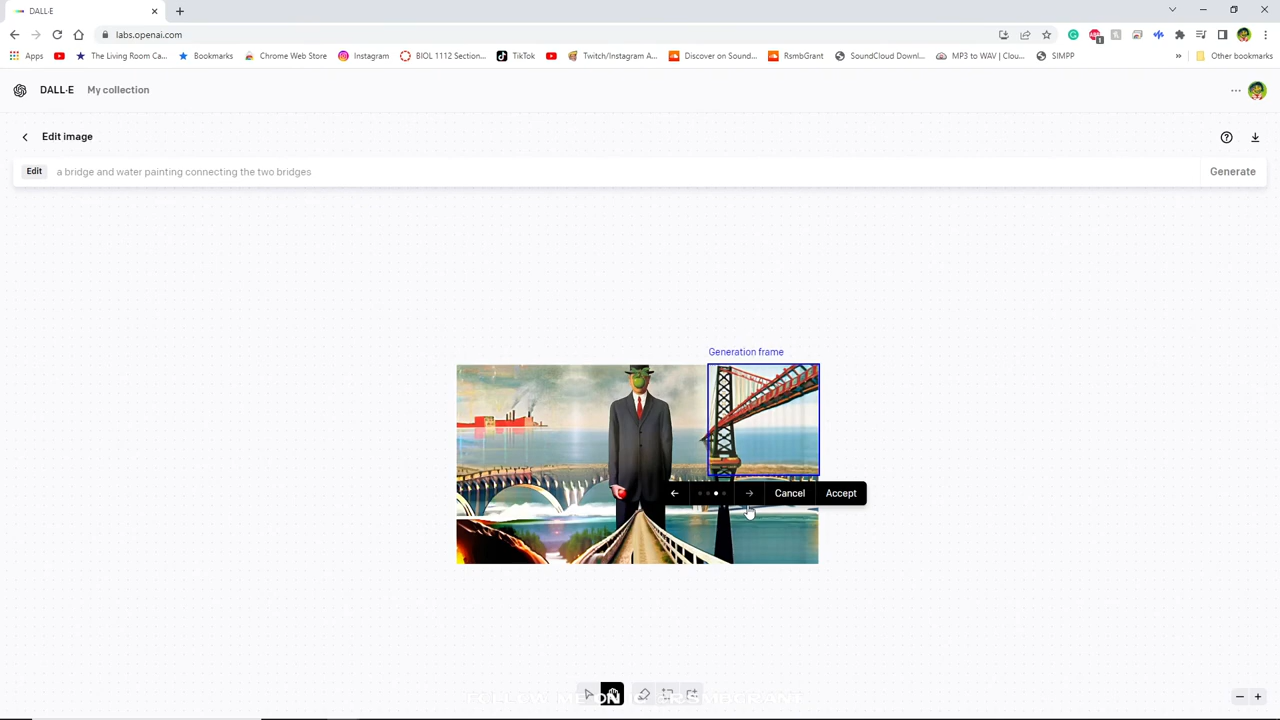 DALL·E
labs.openai.com
1
Apps
The Living Room Ca...
Bookmarks
Chrome Web Store
Instagram
BIOL 1112 Section...
TikTok
Twitch/Instagram A...
Discover on Sound...
RsmbGrant
SoundCloud Downl...
MP3 to WAV | Clou...
SIMPP
»
Other bookmarks
DALL·E
My collection
Edit image
Edit
a bridge and water painting connecting the two bridges
Generate
Generation frame
Cancel
Accept